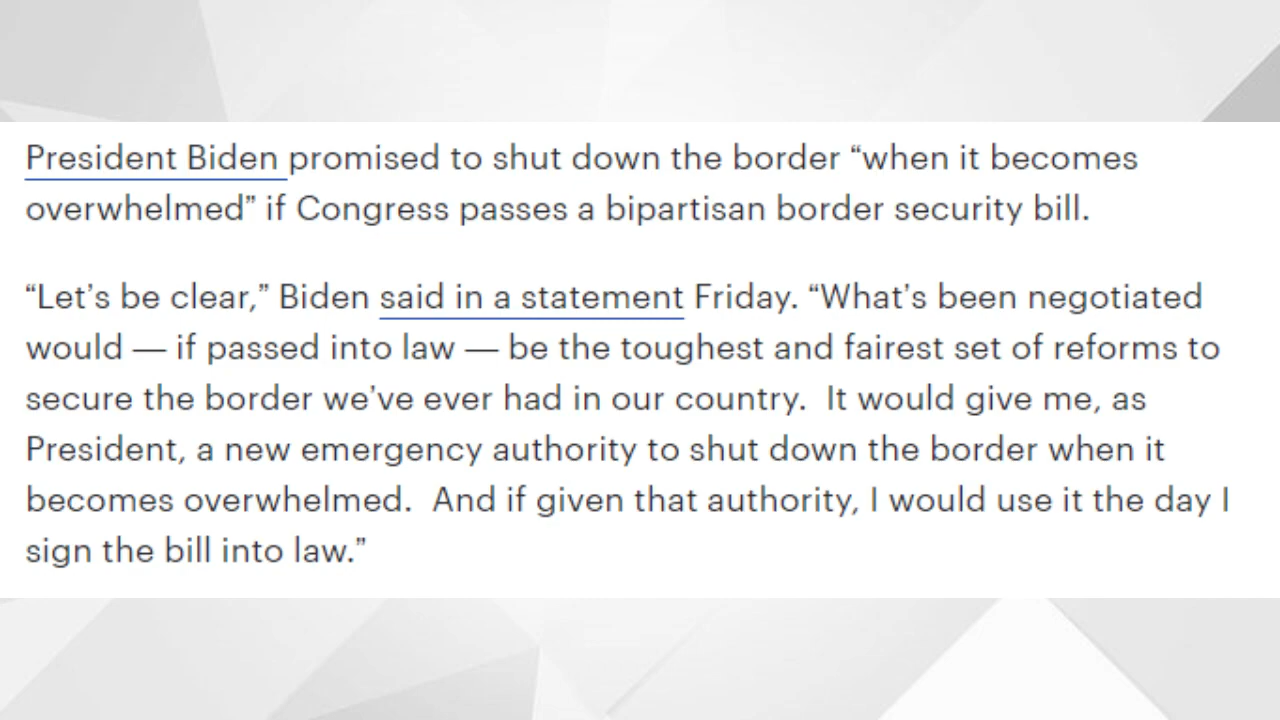 President Biden promised to shut down the border “when it becomes
overwhelmed” if Congress passes a bipartisan border security bill.
“Let’s be clear,” Biden said in a statement Friday. “What’s been negotiated
would — if passed into law — be the toughest and fairest set of reforms to
secure the border we’ve ever had in our country.  It would give me, as
President, a new emergency authority to shut down the border when it
becomes overwhelmed.  And if given that authority, I would use it the day I
sign the bill into law.”